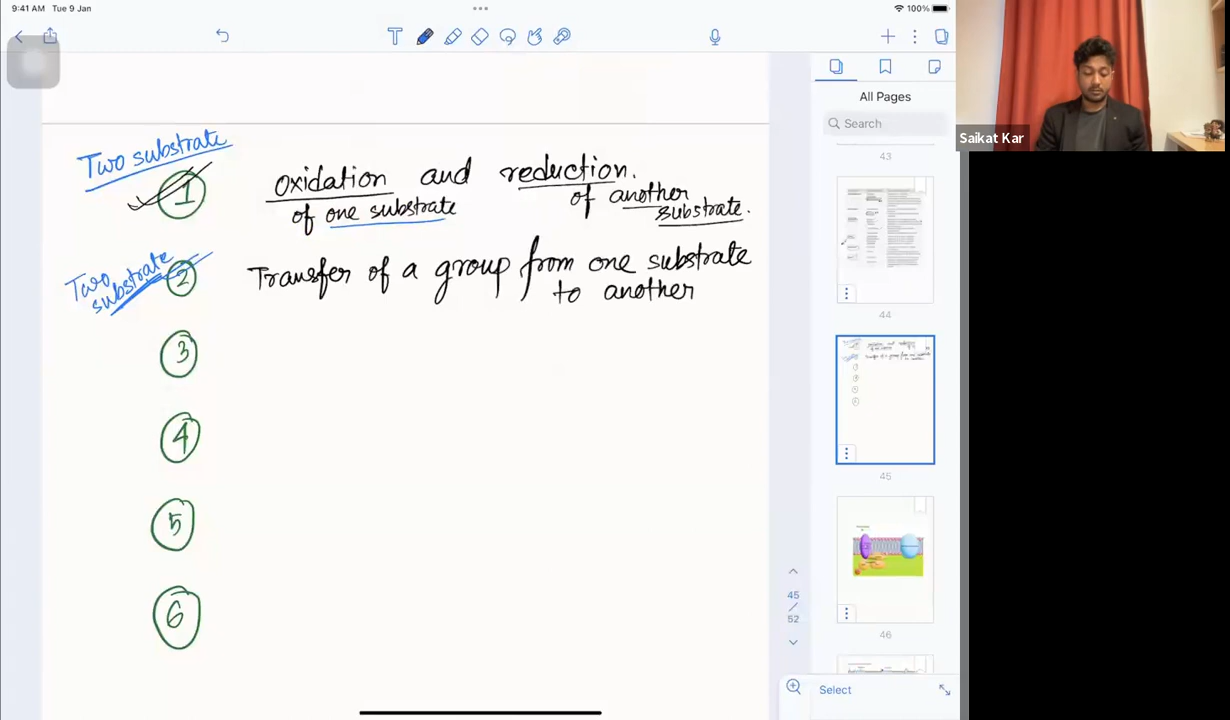 9:41 AM Tue 9 Jan
100%
All Pages
Search
Saikat Kar
43
Two substrate
1
oxidation and reduction.
of one substrate
of another
substrate.
Two
substrate
2
Transfer of a group from one substrate
to another
3
4
5
6
44
45
46
45
/
52
Select